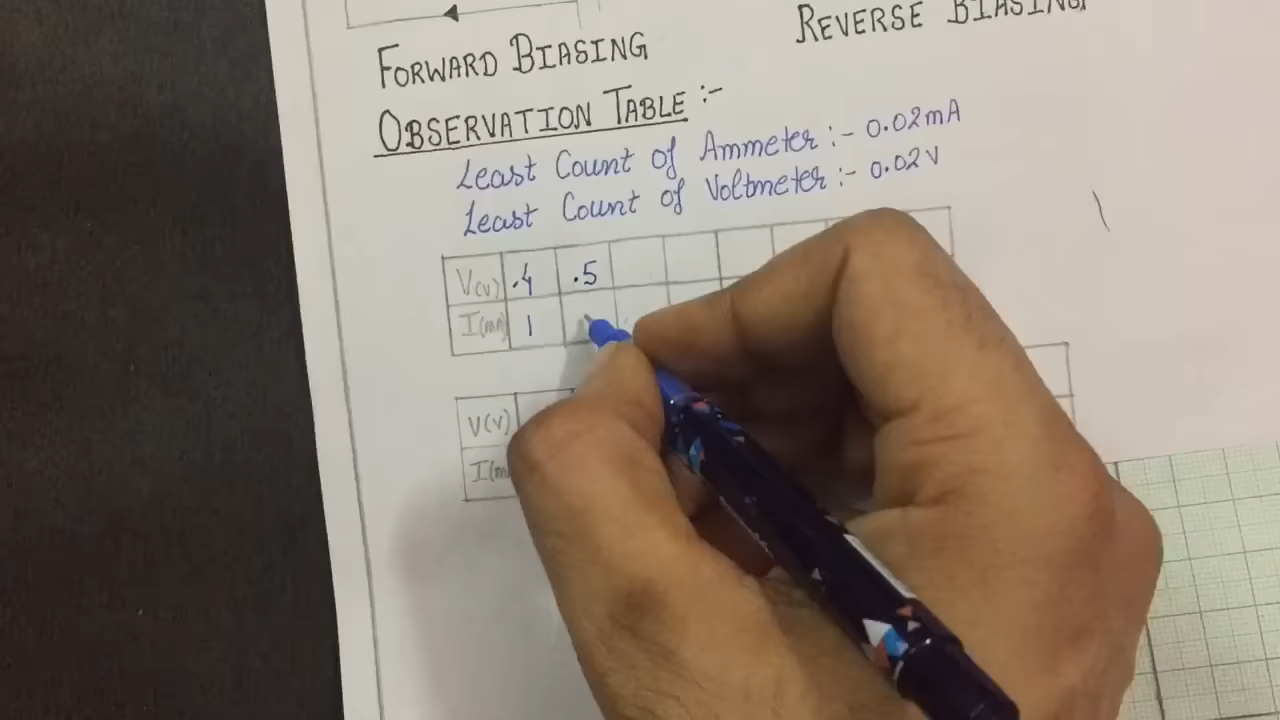 FORWARD BIASING
REVERSE BIASING
OBSERVATION TABLE :-
Least Count of Ammeter :- 0.02mA
Least Count of Voltmeter :- 0.02V
V(V) .4 .5
I(mA) 1
V(V)